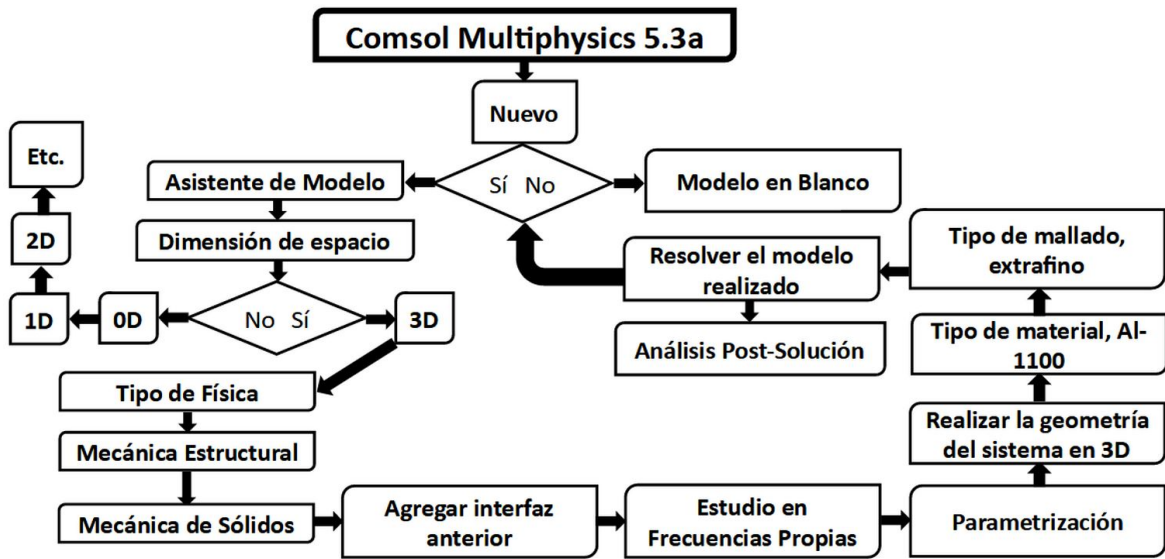 Comsol Multiphysics 5.3a
Nuevo
Sí No
Asistente de Modelo
Modelo en Blanco
Dimensión de espacio
No Sí
0D
1D
2D
Etc.
3D
Tipo de Física
Mecánica Estructural
Mecánica de Sólidos
Agregar interfaz
anterior
Estudio en
Frecuencias Propias
Parametrización
Realizar la geometría
del sistema en 3D
Tipo de material, Al-
1100
Tipo de mallado,
extrafino
Resolver el modelo
realizado
Análisis Post-Solución